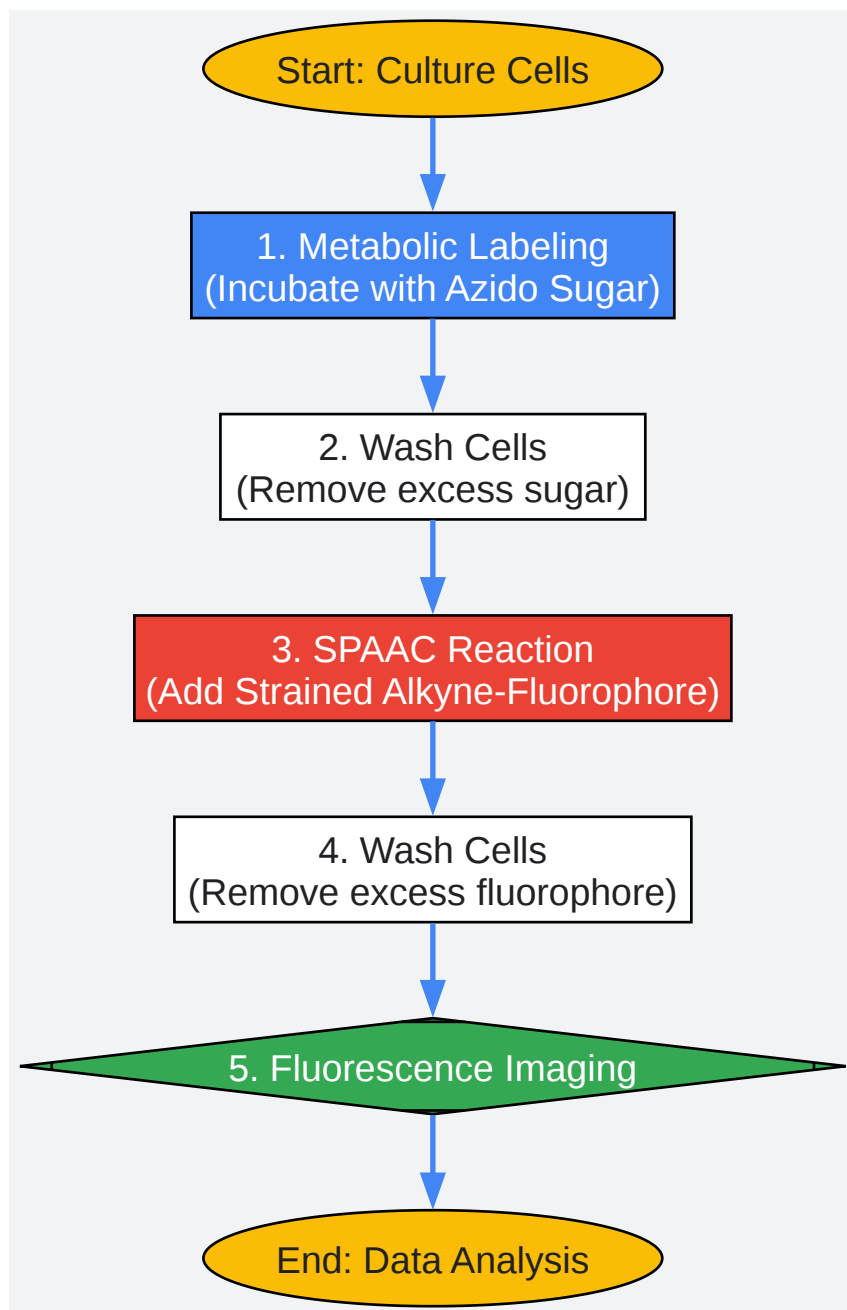 Start: Culture Cells
1. Metabolic Labeling
(Incubate with Azido Sugar)
2. Wash Cells
(Remove excess sugar)
3. SPAAC Reaction
(Add Strained Alkyne-Fluorophore)
4. Wash Cells
(Remove excess fluorophore)
5. Fluorescence Imaging
End: Data Analysis